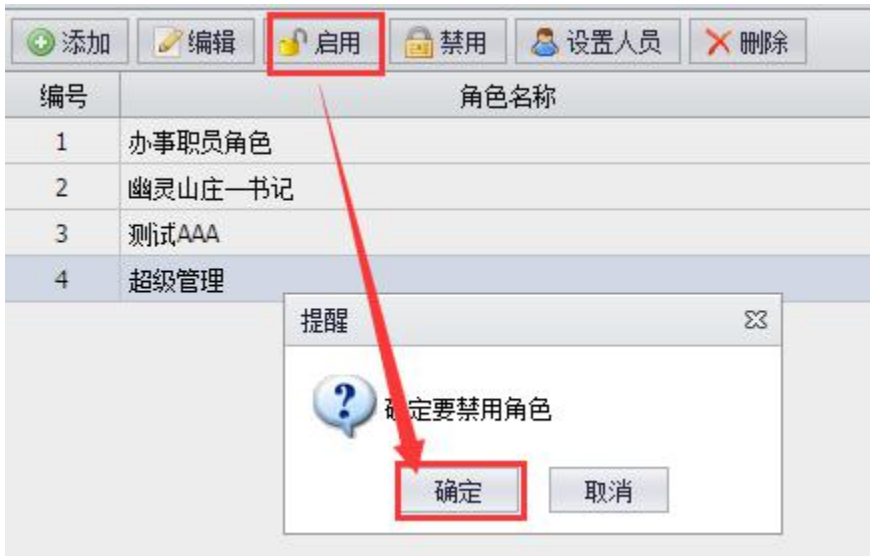 添加 编辑 启用 禁用 设置人员 删除
编号 角色名称
1 办事职员角色
2 幽灵山庄—书记
3 测试AAA
4 超级管理
提醒
确定要禁用角色
确定 取消